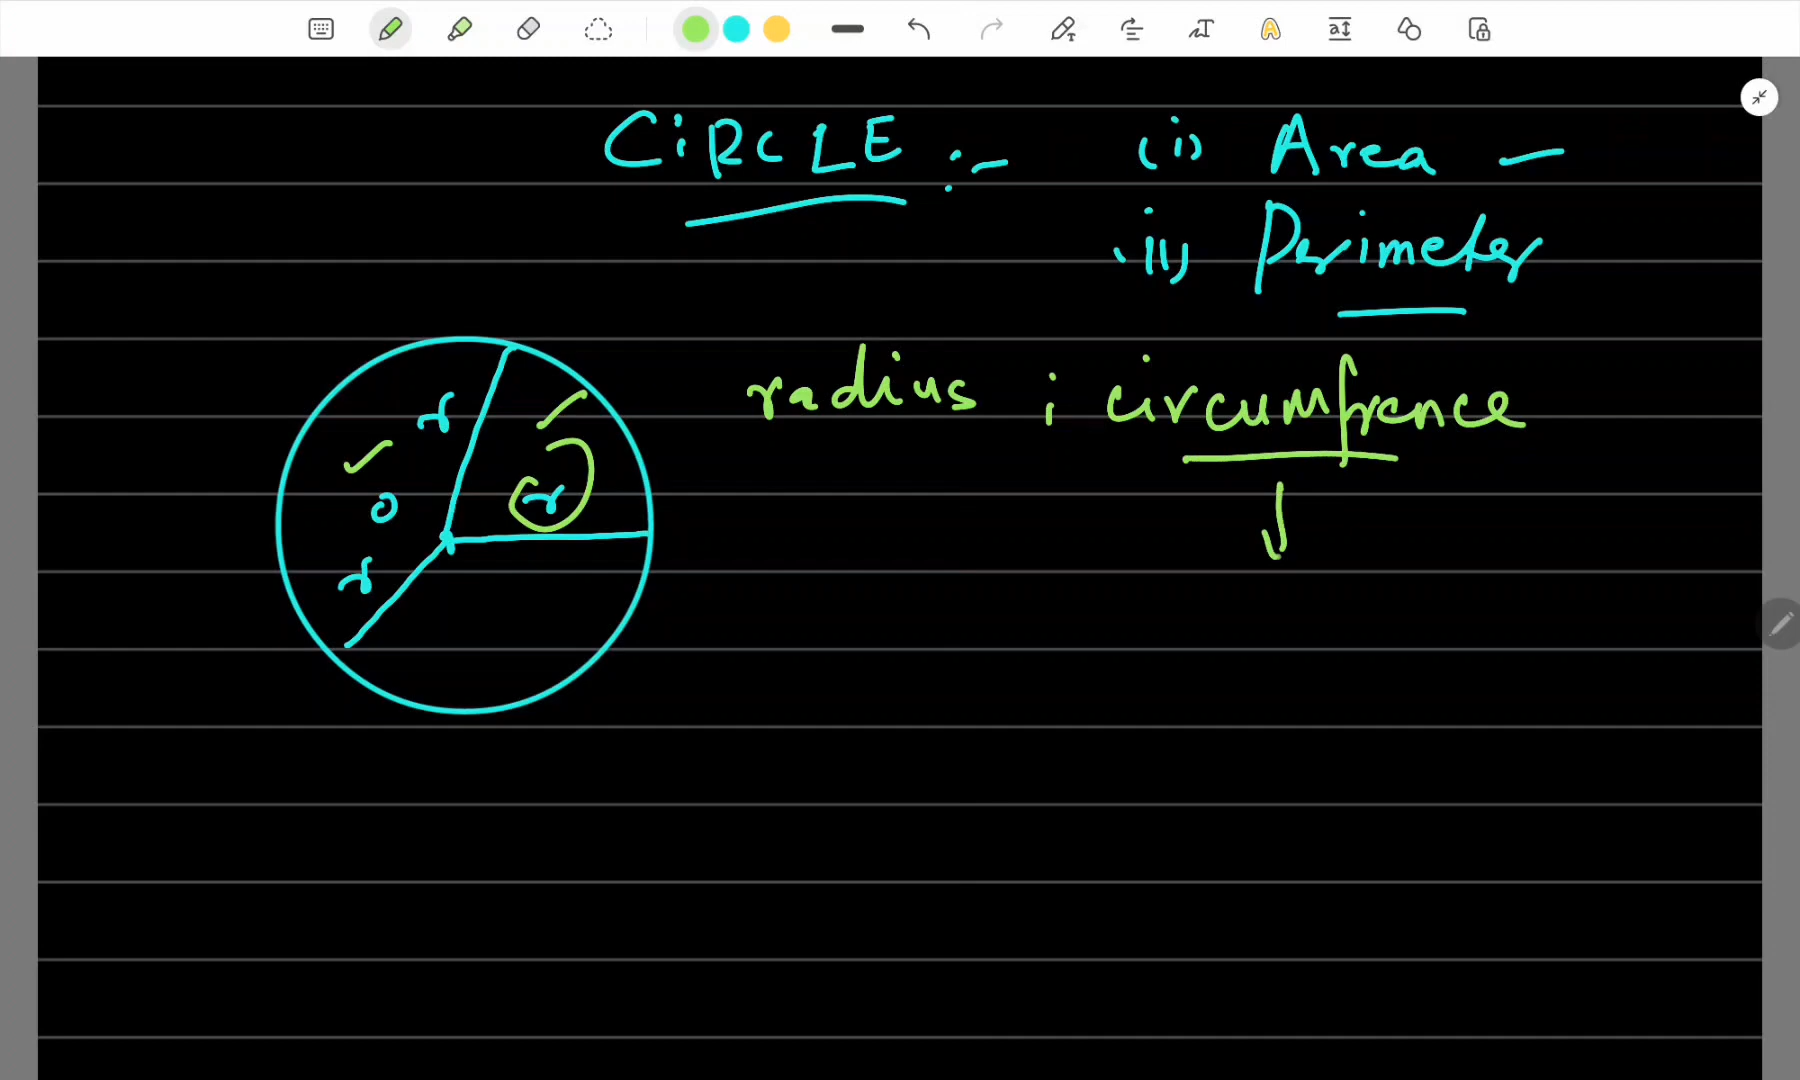 CiRCLE :- (i) Area -
ii) Perimeter
radius ; circumfrence
r
r
o
r